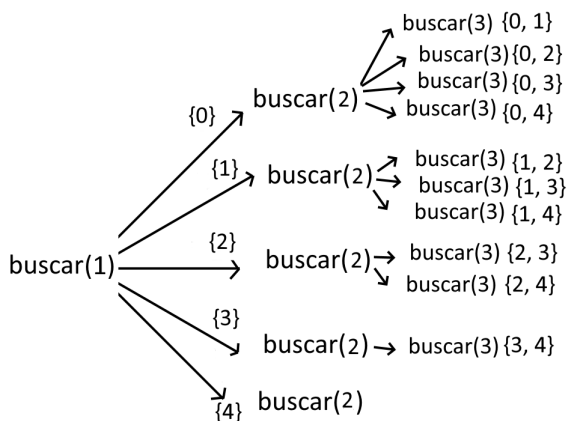 buscar(3) {0, 1}
buscar(3) {0, 2}
buscar(3) {0, 3}
buscar(3) {0, 4}
{0}
buscar(2)
buscar(3) {1, 2}
buscar(3) {1, 3}
buscar(3) {1, 4}
{1}
buscar(2)
buscar(1)
{2}
buscar(2)
buscar(3) {2, 3}
buscar(3) {2, 4}
{3}
buscar(2)
buscar(3) {3, 4}
{4}
buscar(2)